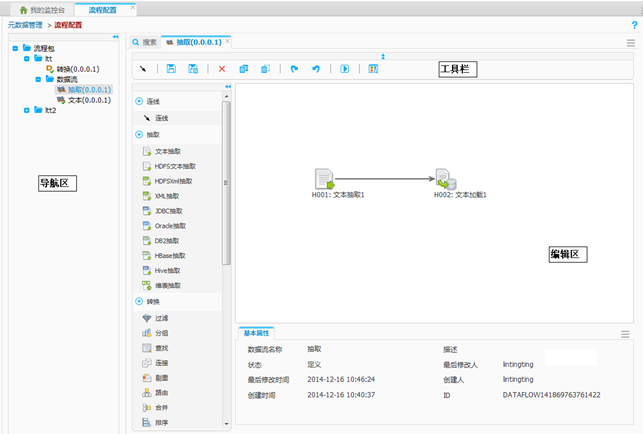 我的监控台 流程配置
元数据管理 > 流程配置
?
流程包
ltt
转换(0.0.0.1)
数据流
抽取(0.0.0.1)
文本(0.0.0.1)
ltt2
导航区
搜索 抽取(0.0.0.1)
工具栏
连线
连线
抽取
文本抽取
HDFS文本抽取
HDFSXml抽取
XML抽取
JDBC抽取
Oracle抽取
DB2抽取
HBase抽取
Hive抽取
维表抽取
转换
过滤
分组
查找
连接
剔重
路由
合并
排序
H001: 文本抽取1
H002: 文本加载1
编辑区
基本属性
数据流名称 抽取 描述
状态 定义 最后修改人 lintingting
最后修改时间 2014-12-16 10:46:24 创建人 lintingting
创建时间 2014-12-16 10:40:37 ID DATAFLOW141869763761422